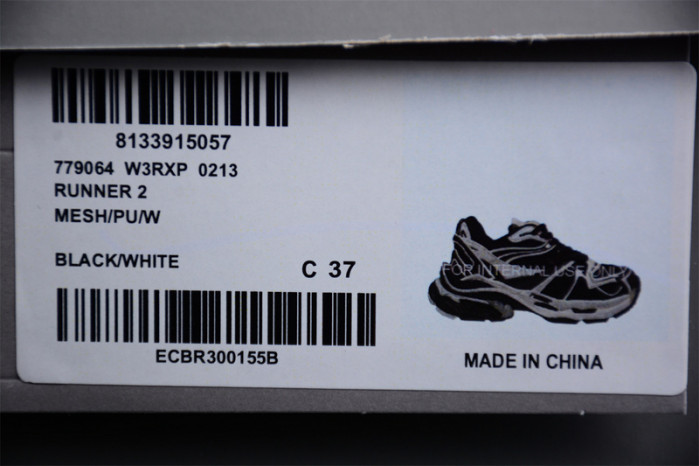 8133915057
779064 W3RXP 0213
RUNNER 2
MESH/PU/W
BLACK/WHITE
C 37
FOR INTERNAL USE ONLY
ECBR300155B
MADE IN CHINA